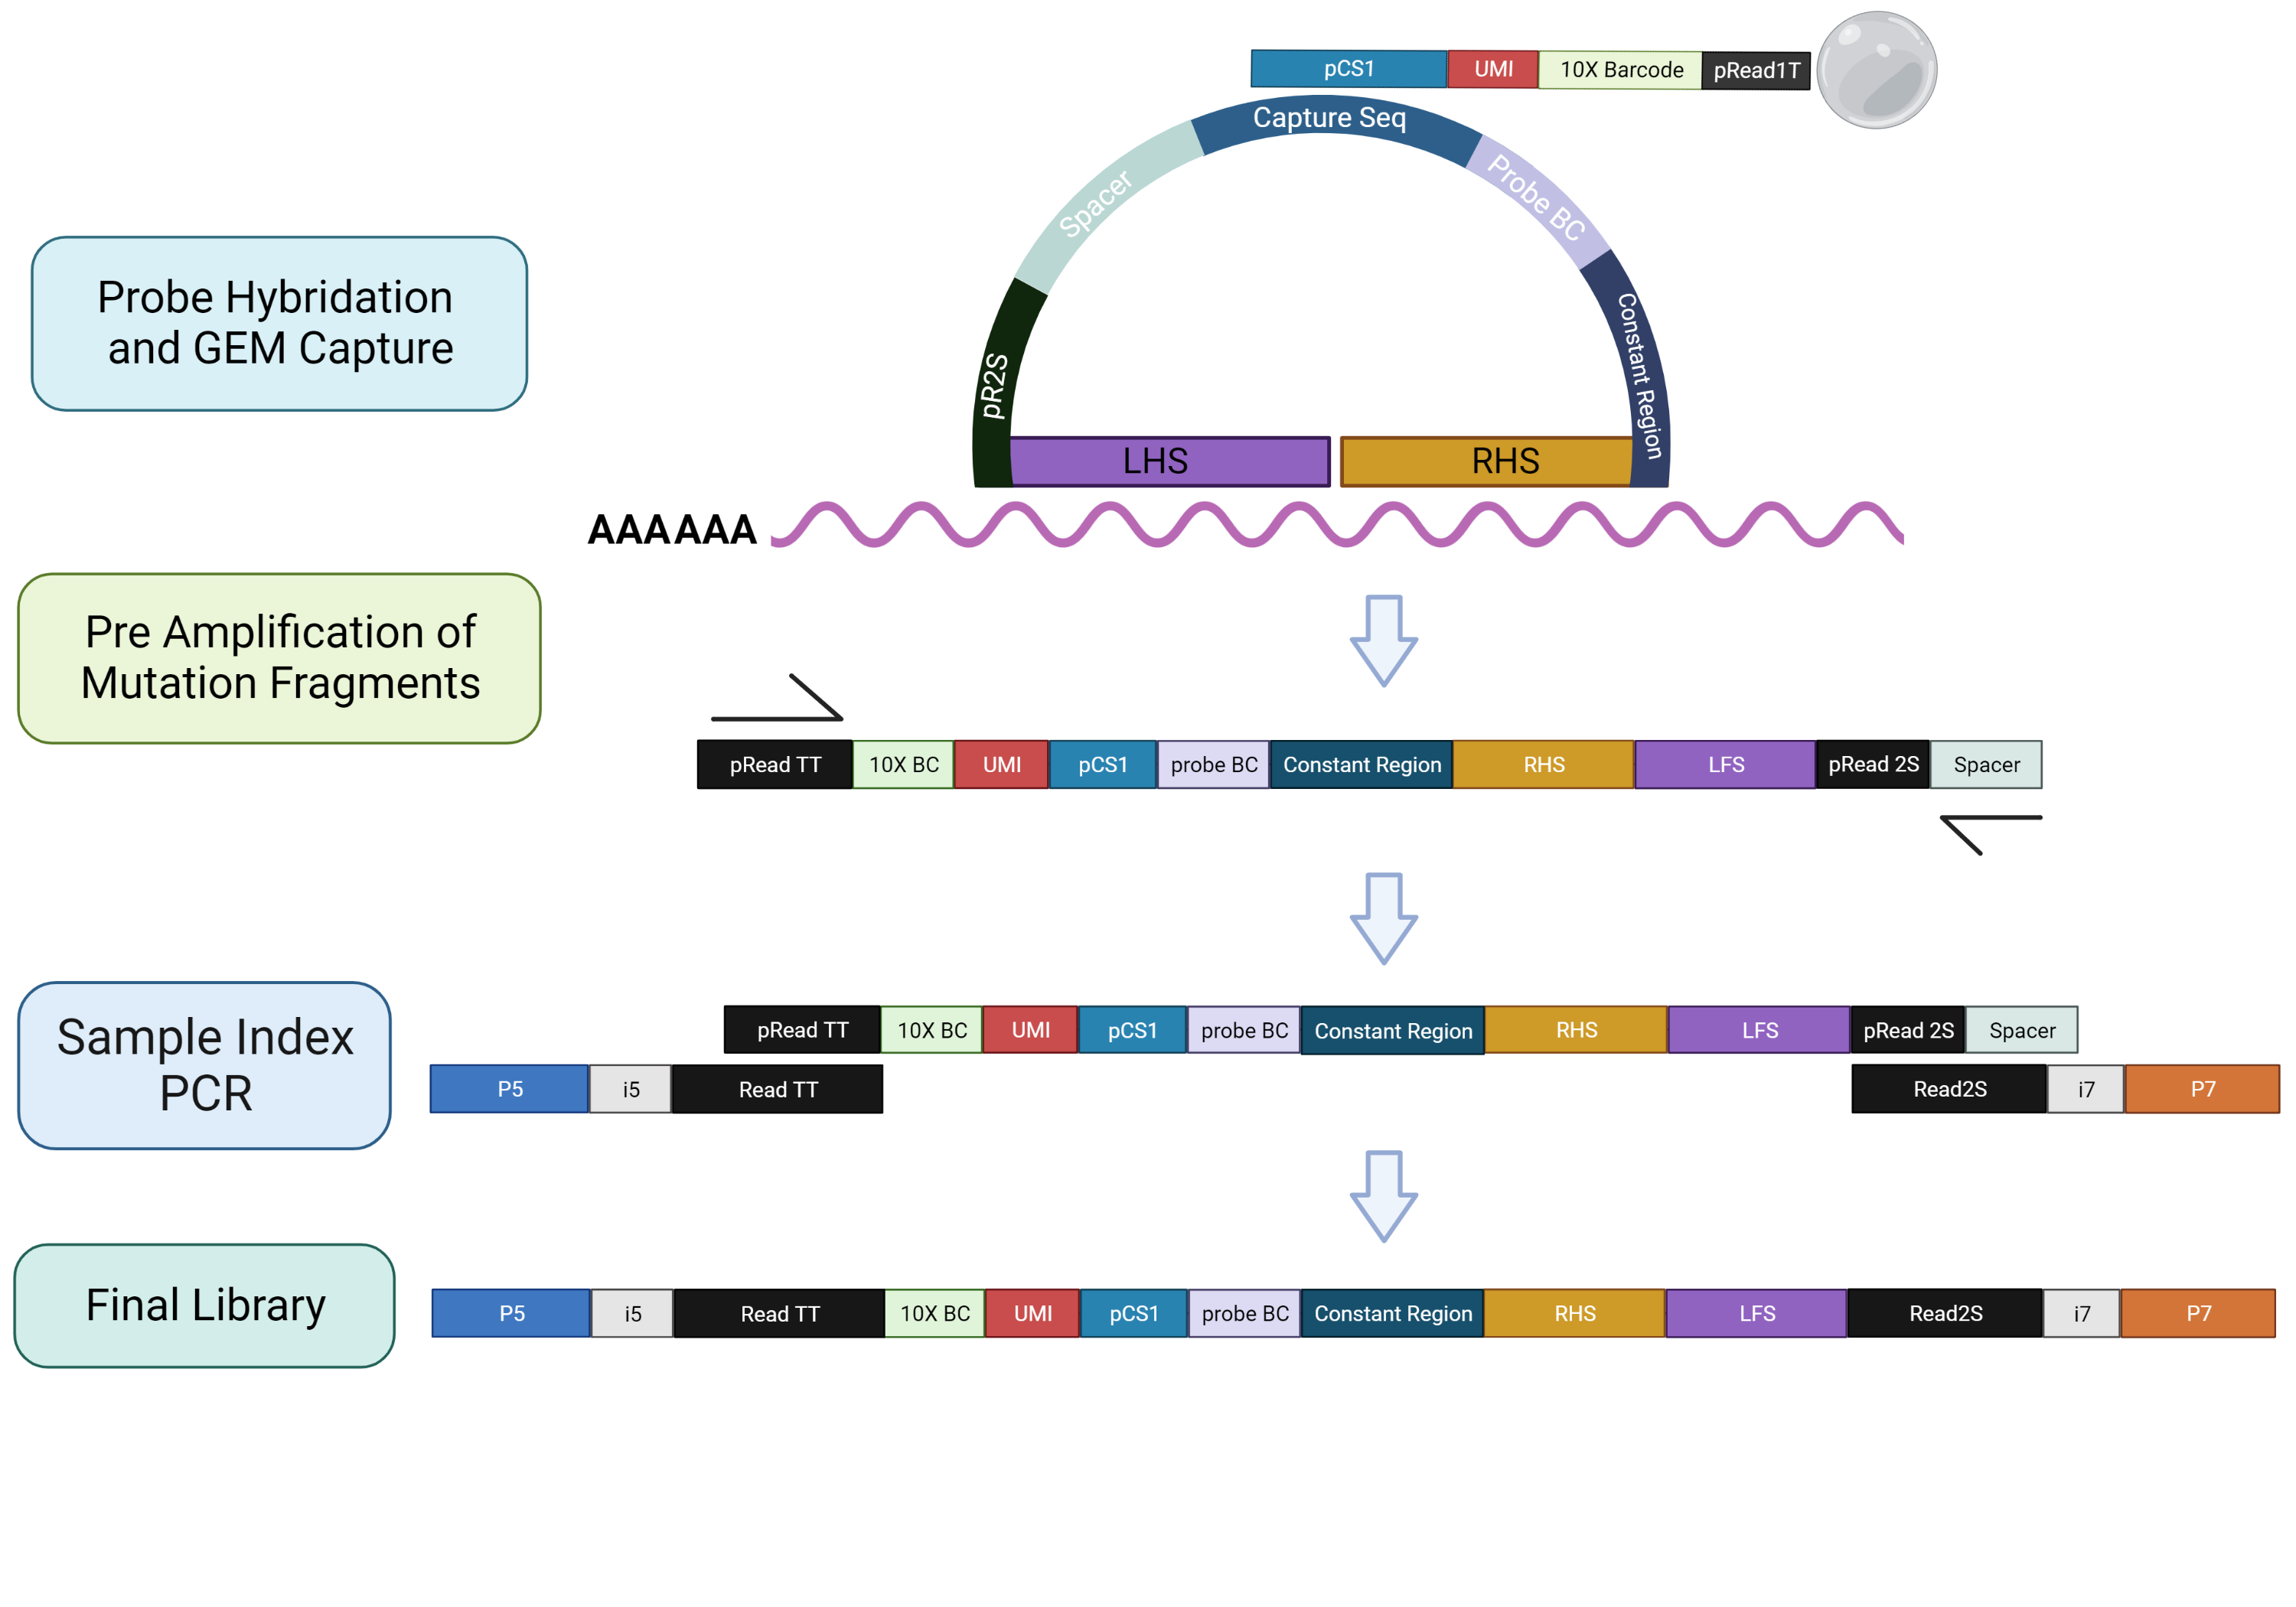 pCS1 UMI 10X Barcode pRead1T
Capture Seq
Spacer
Probe BC
pR2S
Constant Region
Probe Hybridation
and GEM Capture
LHS RHS
AAAAAA
Pre Amplification of
Mutation Fragments
pRead TT 10X BC UMI pCS1 probe BC Constant Region RHS LFS pRead 2S Spacer
Sample Index
PCR
pRead TT 10X BC UMI pCS1 probe BC Constant Region RHS LFS pRead 2S Spacer
P5 i5 Read TT Read2S i7 P7
Final Library
P5 i5 Read TT 10X BC UMI pCS1 probe BC Constant Region RHS LFS Read2S i7 P7